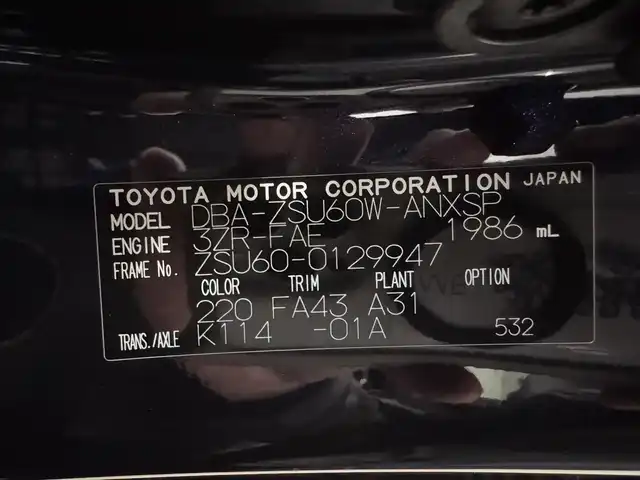 TOYOTA MOTOR CORPORATION JAPAN
MODEL DBA-ZSU60W-ANXSP
ENGINE 3ZR-FAE 1986 mL
FRAME No. ZSU60-0129947
COLOR TRIM PLANT OPTION
220 FA43 A31
TRANS./AXLE K114 -01A 532